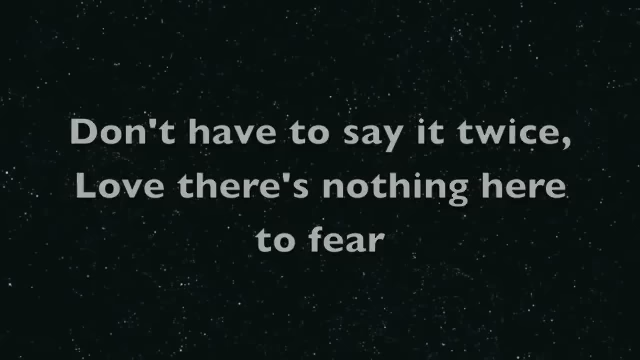 Don't have to say it twice,
Love there's nothing here
to fear